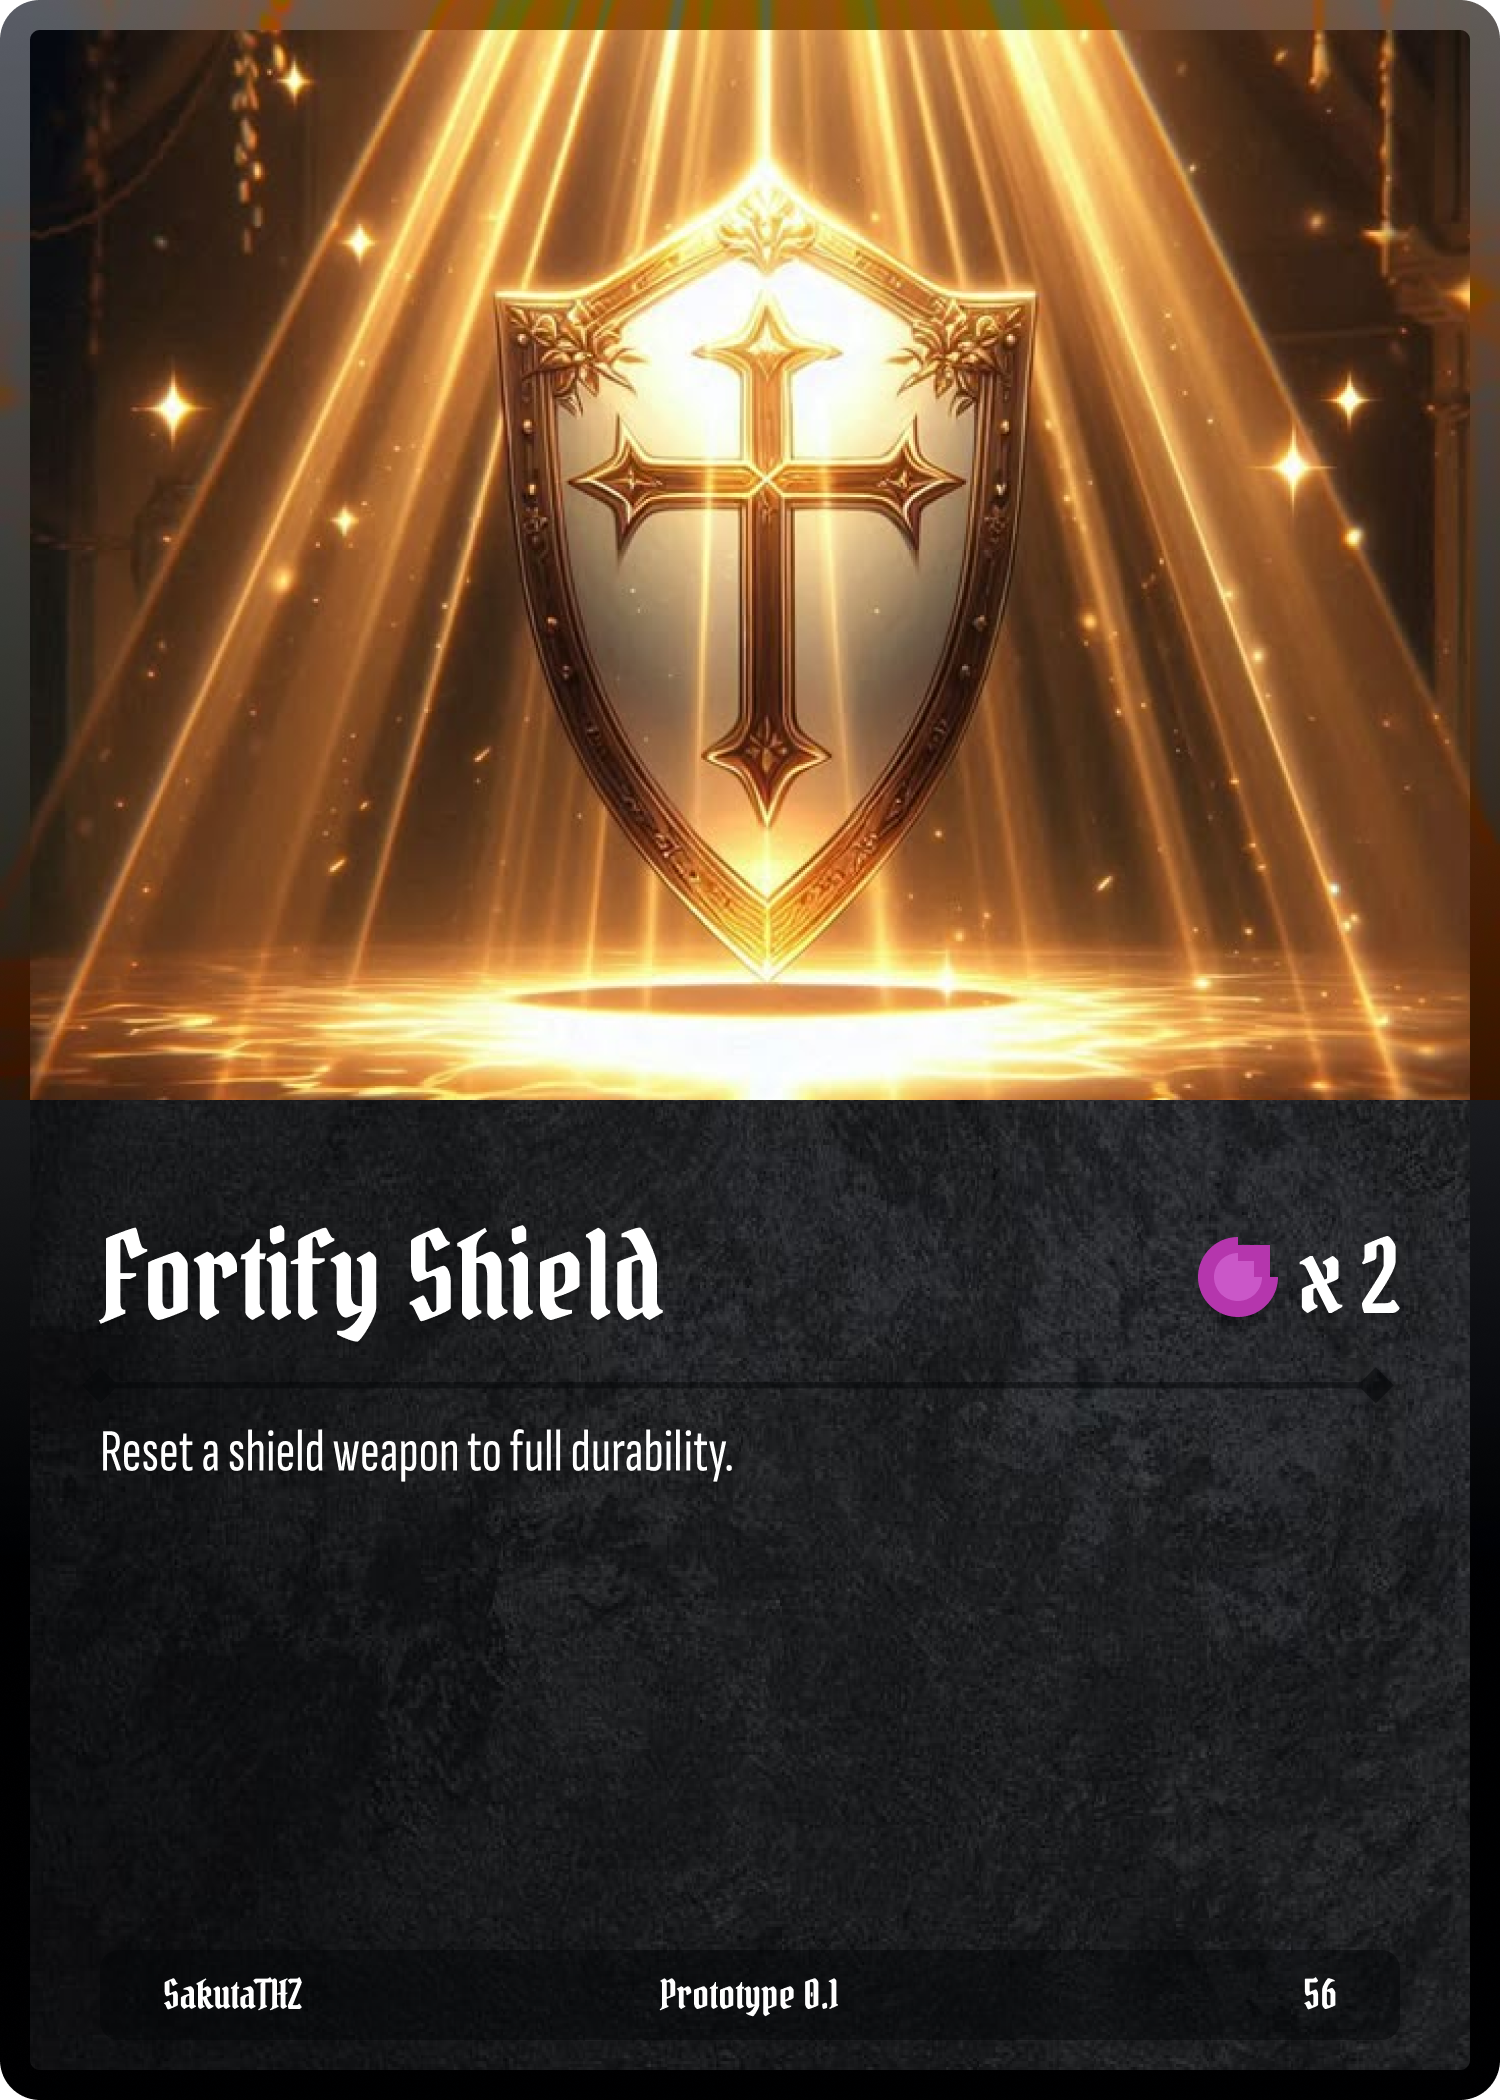 Fortify Shield
x 2
Reset a shield weapon to full durability.
SakutaTHZ
Prototype 0.1
56